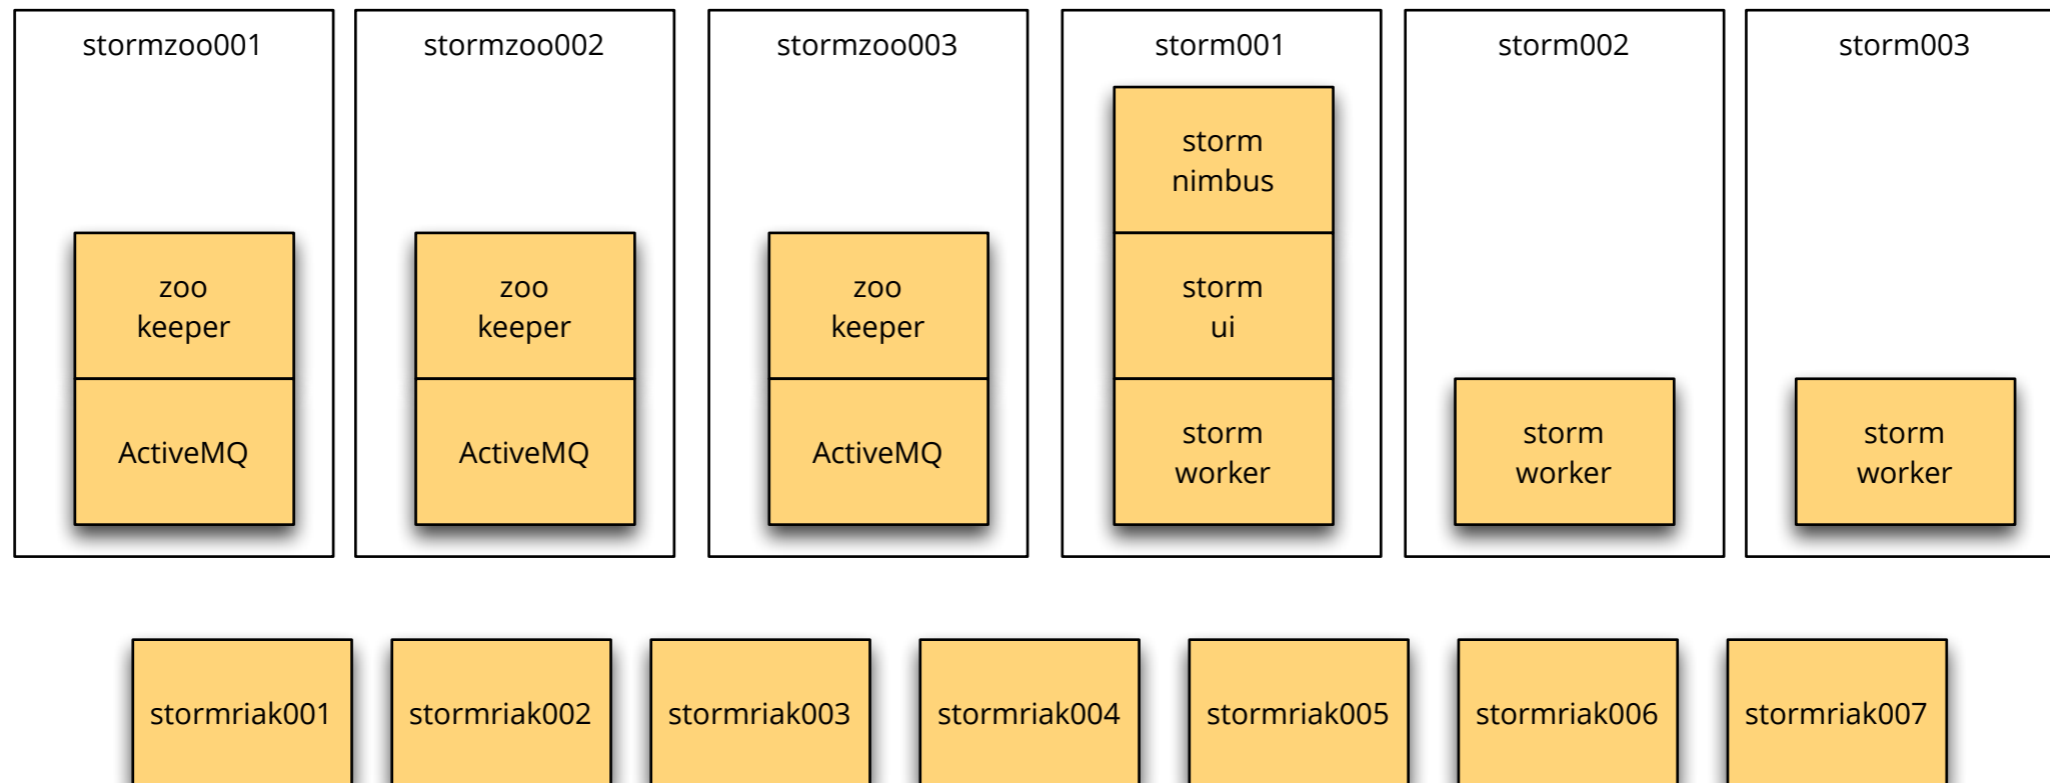 stormzoo001
zoo
keeper
ActiveMQ
stormzoo002
zoo
keeper
ActiveMQ
stormzoo003
zoo
keeper
ActiveMQ
storm001
storm
nimbus
storm
ui
storm
worker
storm002
storm
worker
storm003
storm
worker
stormriak001
stormriak002
stormriak003
stormriak004
stormriak005
stormriak006
stormriak007